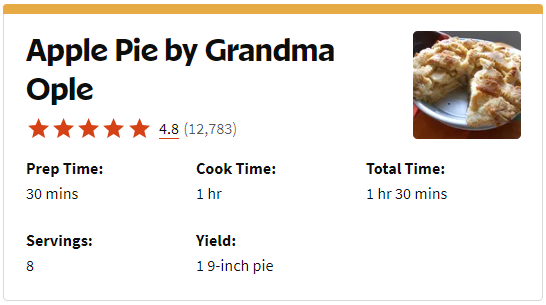 Apple Pie by Grandma
Ople
4.8 (12,783)
Prep Time: Cook Time: Total Time:
30 mins 1 hr 1 hr 30 mins
Servings: Yield:
8 1 9-inch pie